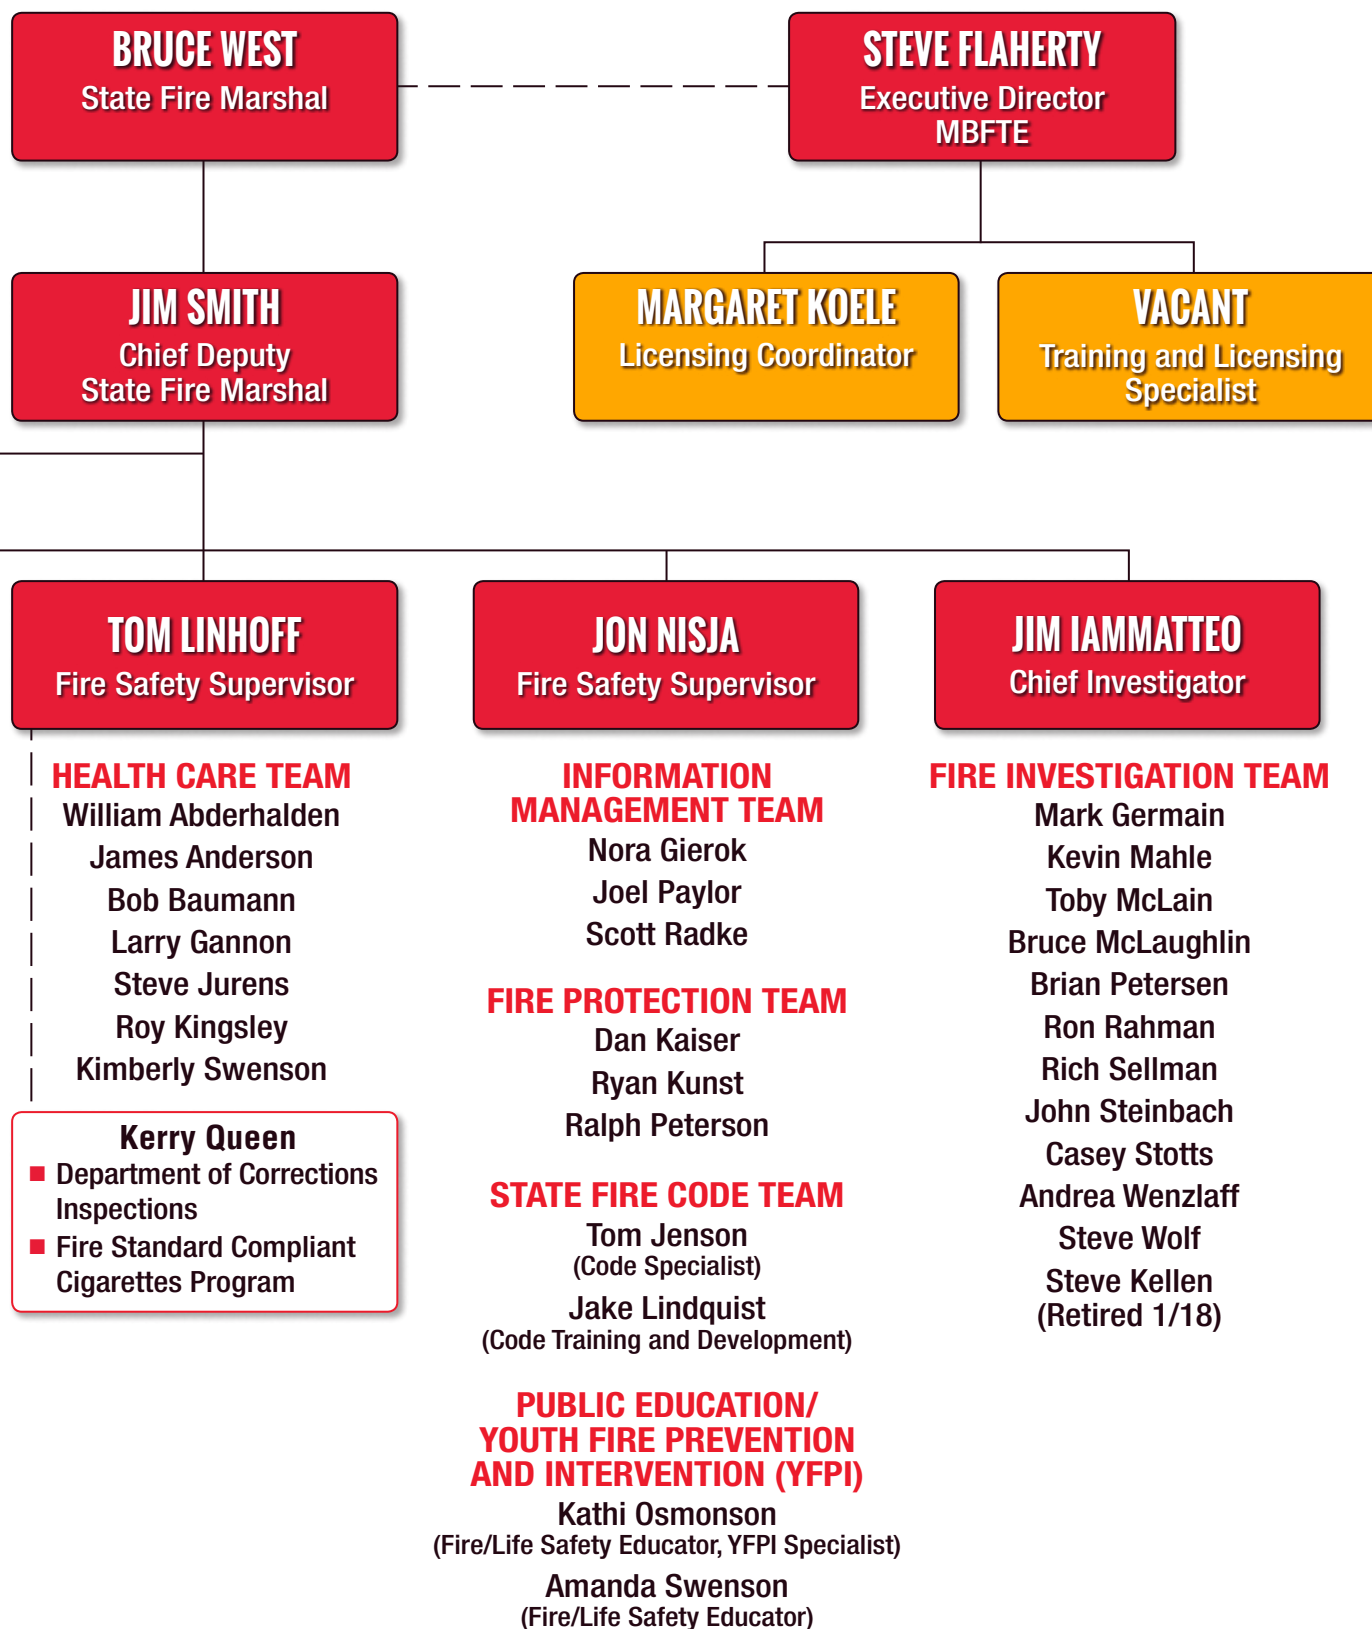 BRUCE WEST
State Fire Marshal
STEVE FLAHERTY
Executive Director
MBFTE
JIM SMITH
Chief Deputy
State Fire Marshal
MARGARET KOELE
Licensing Coordinator
VACANT
Training and Licensing
Specialist
TOM LINHOFF
Fire Safety Supervisor
HEALTH CARE TEAM
William Abderhalden
James Anderson
Bob Baumann
Larry Gannon
Steve Jurens
Roy Kingsley
Kimberly Swenson
Kerry Queen
■ Department of Corrections
Inspections
■ Fire Standard Compliant
Cigarettes Program
JON NISJA
Fire Safety Supervisor
INFORMATION
MANAGEMENT TEAM
Nora Gierok
Joel Paylor
Scott Radke
FIRE PROTECTION TEAM
Dan Kaiser
Ryan Kunst
Ralph Peterson
STATE FIRE CODE TEAM
Tom Jenson
(Code Specialist)
Jake Lindquist
(Code Training and Development)
PUBLIC EDUCATION/
YOUTH FIRE PREVENTION
AND INTERVENTION (YFPI)
Kathi Osmonson
(Fire/Life Safety Educator, YFPI Specialist)
Amanda Swenson
(Fire/Life Safety Educator)
JIM IAMMATTEO
Chief Investigator
FIRE INVESTIGATION TEAM
Mark Germain
Kevin Mahle
Toby McLain
Bruce McLaughlin
Brian Petersen
Ron Rahman
Rich Sellman
John Steinbach
Casey Stotts
Andrea Wenzlaff
Steve Wolf
Steve Kellen
(Retired 1/18)